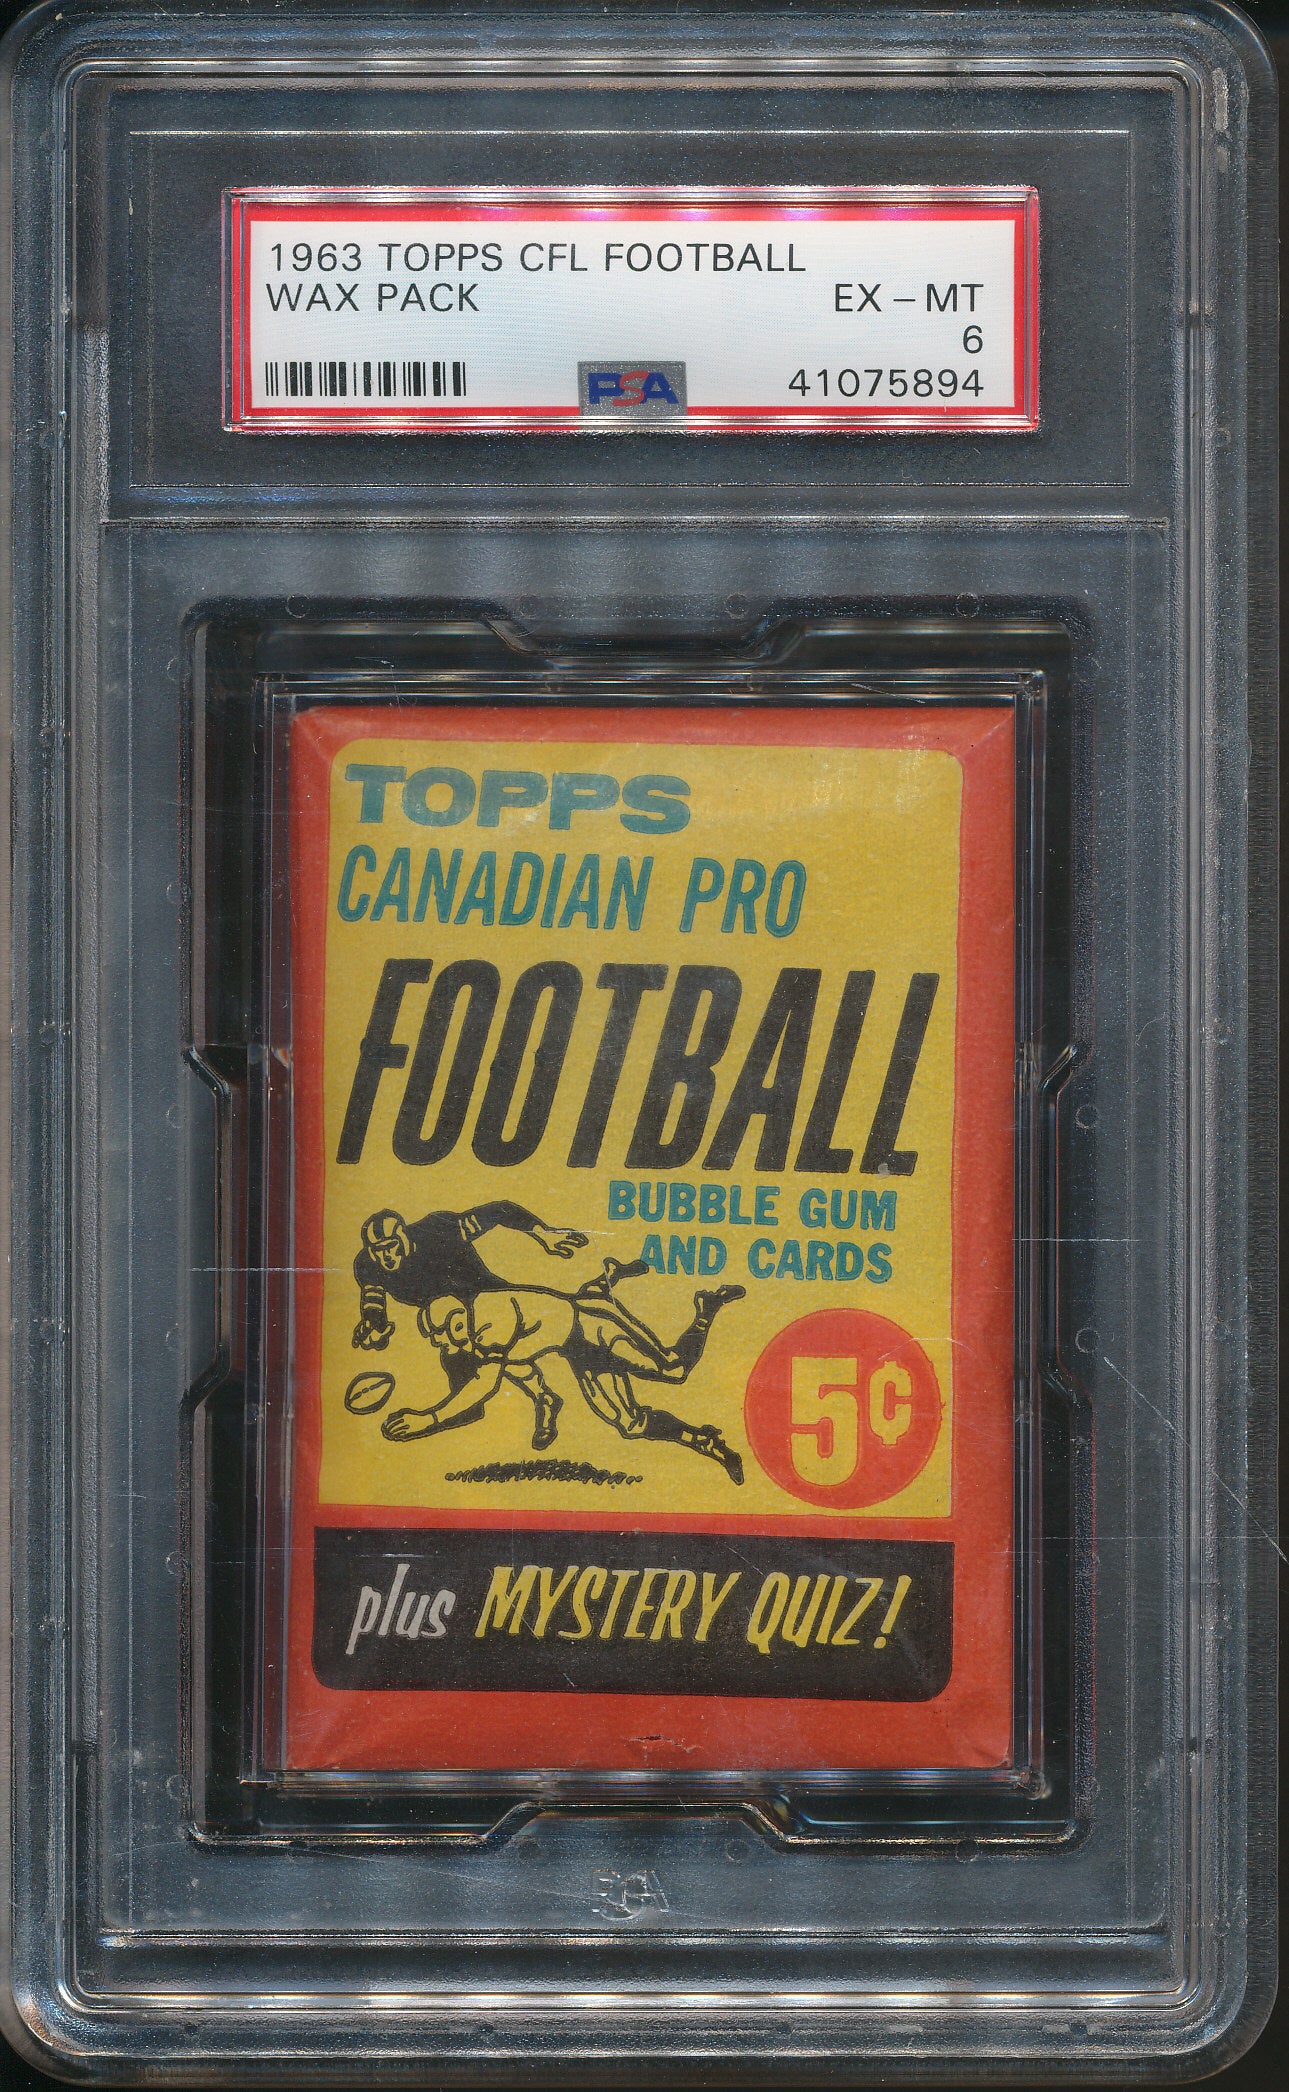 1963 TOPPS CFL FOOTBALL
WAX PACK EX - MT
6
PSA 41075894
TOPPS
CANADIAN PRO
FOOTBALL
BUBBLE GUM
AND CARDS
5¢
plus MYSTERY QUIZ!
PSA